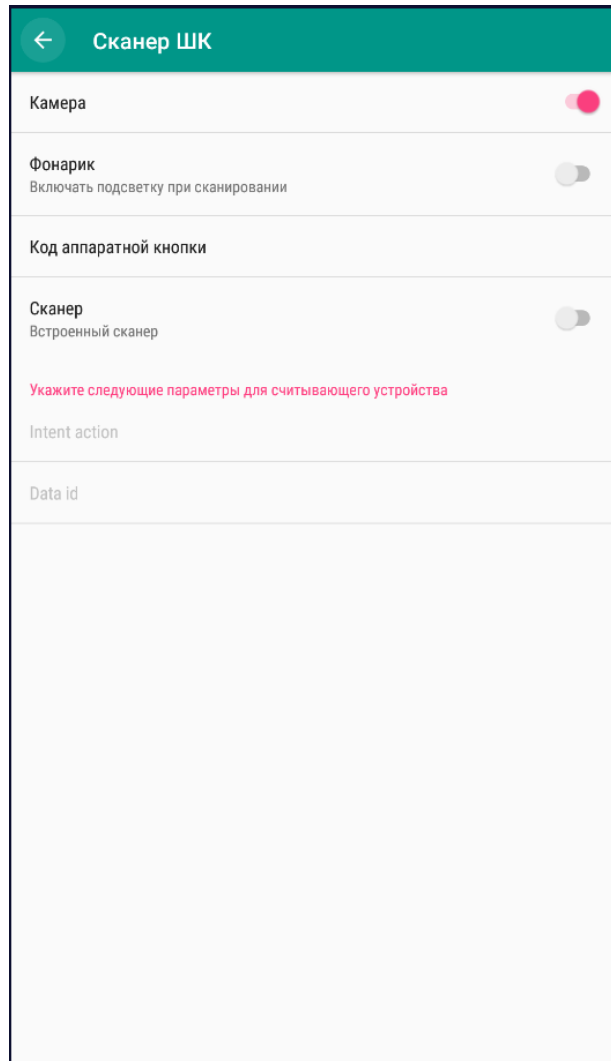 Сканер ШК
Камера
Фонарик
Включать подсветку при сканировании
Код аппаратной кнопки
Сканер
Встроенный сканер
Укажите следующие параметры для считывающего устройства
Intent action
Data id